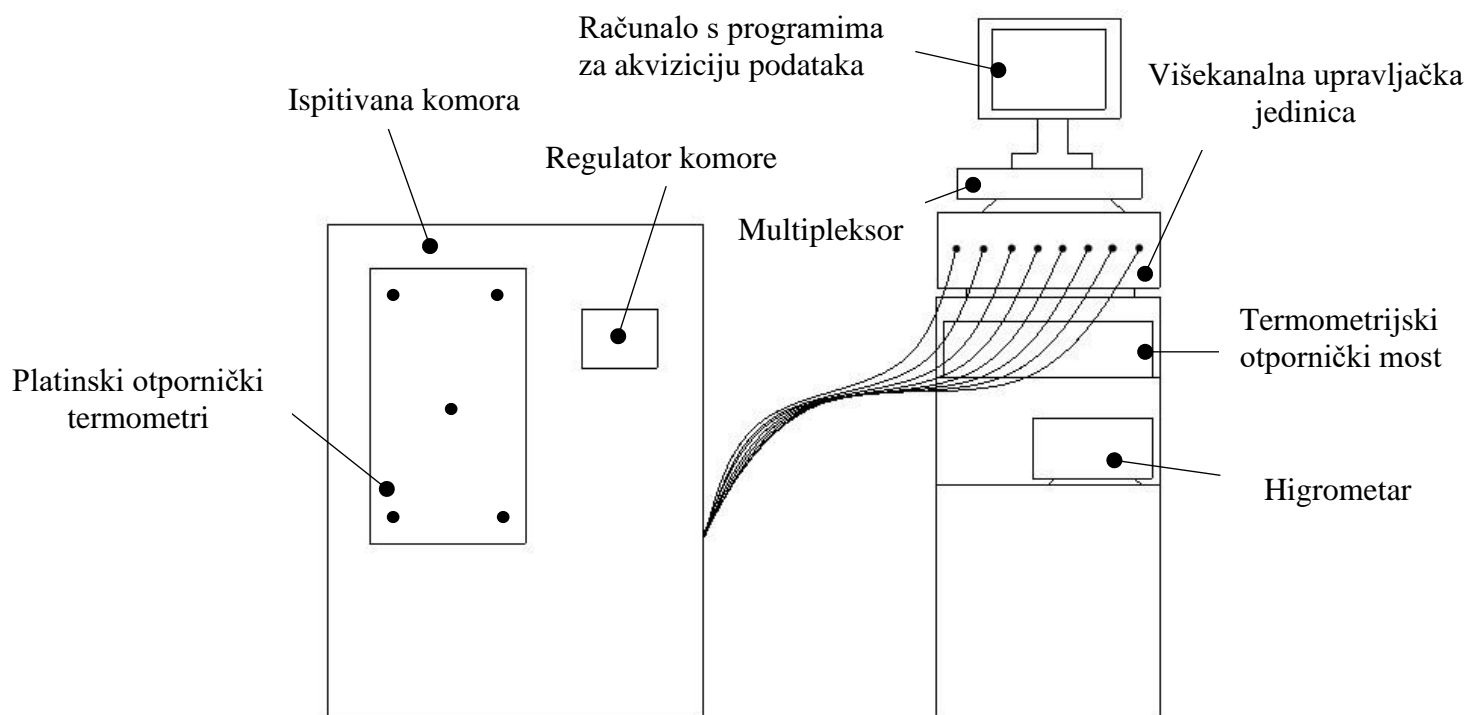 Računalo s programima
za akviziciju podataka
Višekanalna upravljačka
jedinica
Ispitivana komora
Regulator komore
Multipleksor
Termometrijski
otpornički most
Platinski otpornički
termometri
Higrometar